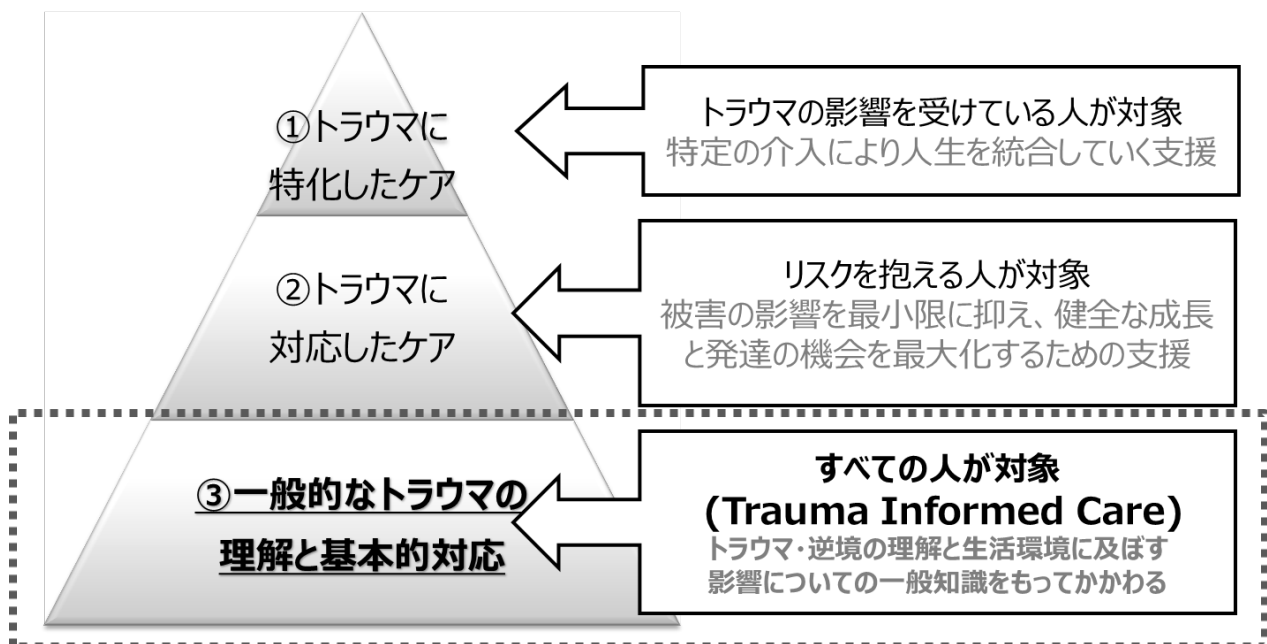 ①トラウマに
特化したケア
トラウマの影響を受けている人が対象
特定の介入により人生を統合していく支援
②トラウマに
対応したケア
リスクを抱える人が対象
被害の影響を最小限に抑え、健全な成長
と発達の機会を最大化するための支援
③一般的なトラウマの
理解と基本的対応
すべての人が対象
(Trauma Informed Care)
トラウマ・逆境の理解と生活環境に及ぼす
影響についての一般知識をもってかかわる